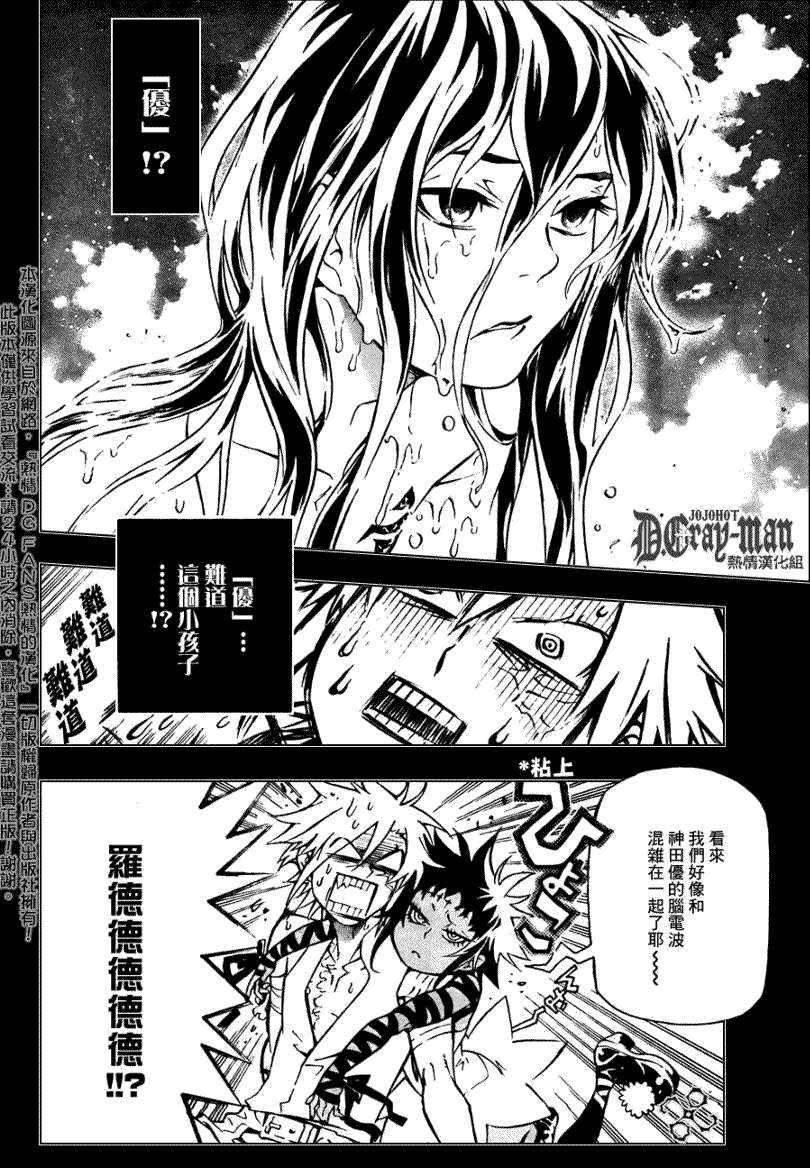 『優』!?
JOJOHOT
D.Gray-man
熱情漢化組
『優』…
難道
這個小孩子
……!?
難道
難道
難道
*粘上
ひょこ
看來
我們好像和
神田優的腦電波
混雜在一起了耶~~
羅德德德德德!!?
本漢化圖源來自於網路，『熱情 DG FANS熱情的漢化』一切版權歸原作者與出版社擁有!
此版本僅供學習試看交流…請24小時之內消除。喜歡這套漫畫請購買正版!謝謝。